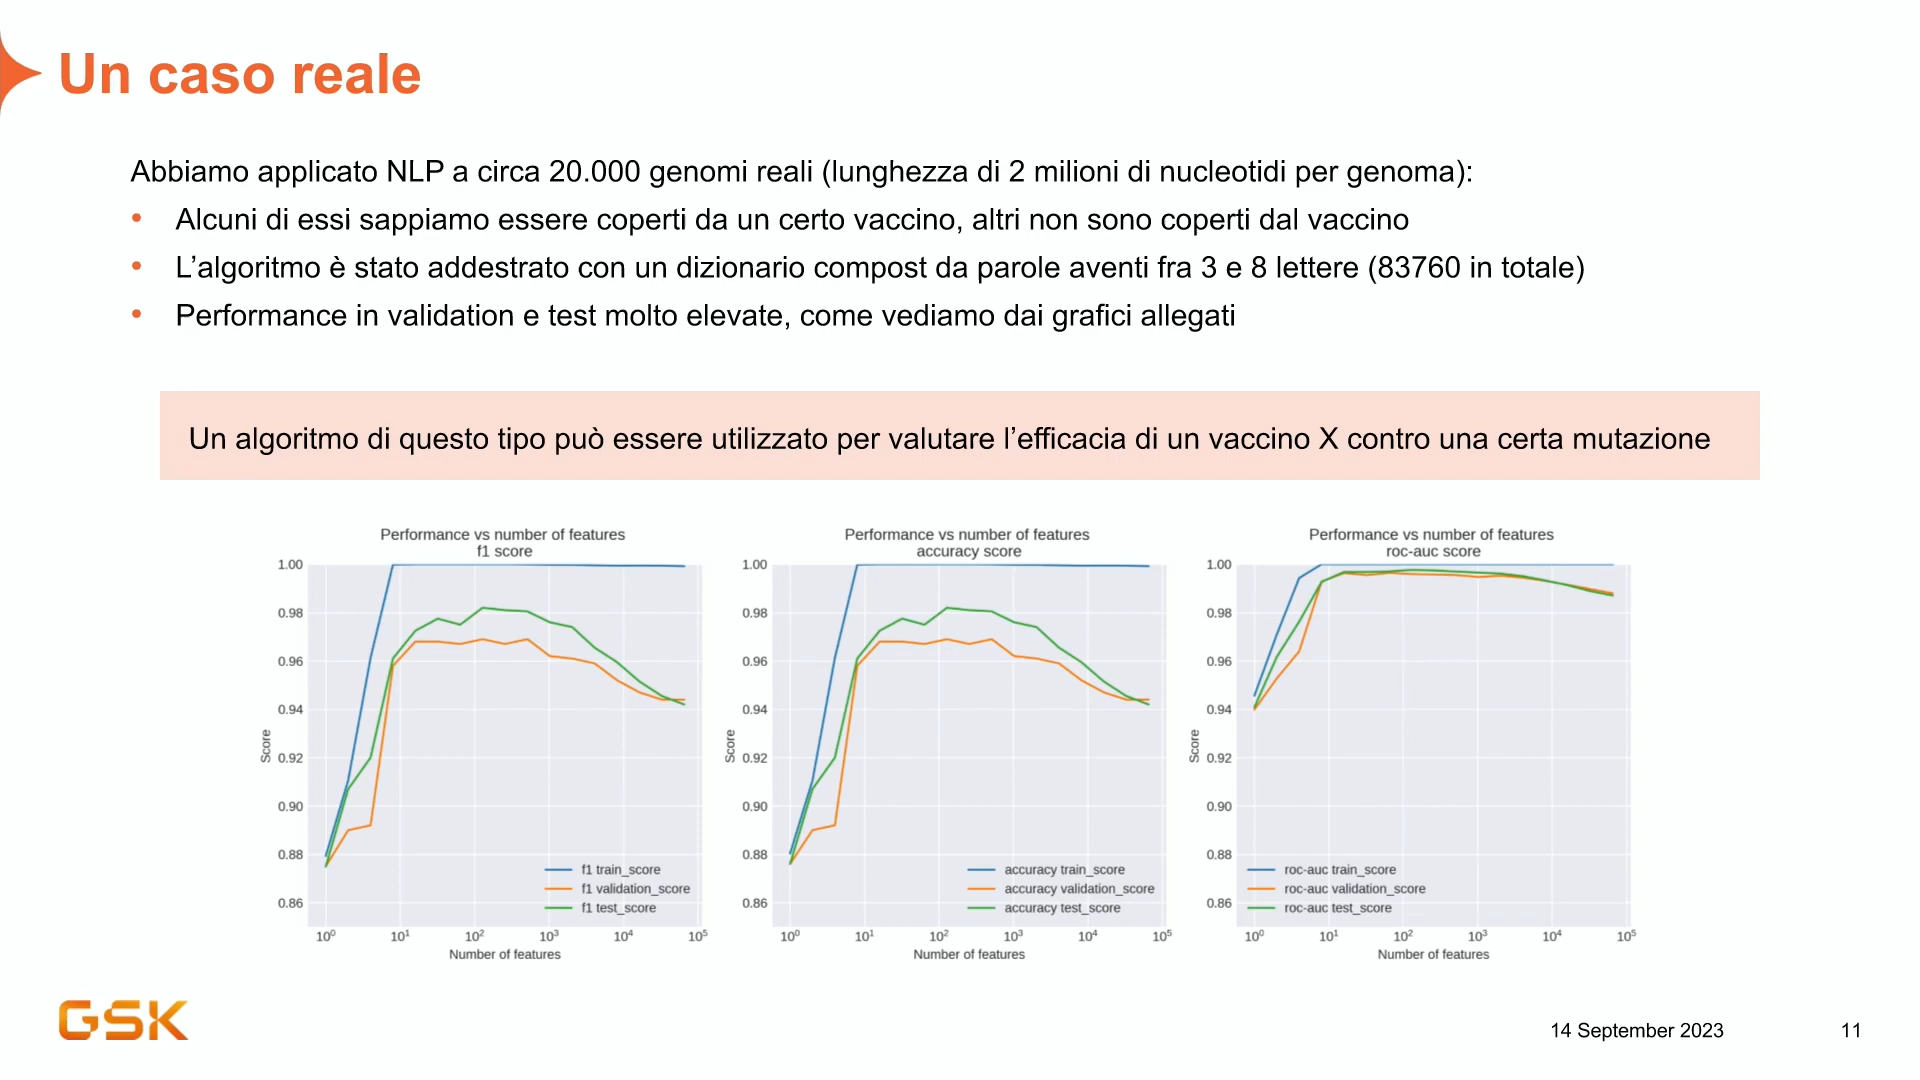 Un caso reale
Abbiamo applicato NLP a circa 20.000 genomi reali (lunghezza di 2 milioni di nucleotidi per genoma):
• Alcuni di essi sappiamo essere coperti da un certo vaccino, altri non sono coperti dal vaccino
• L’algoritmo è stato addestrato con un dizionario compost da parole aventi fra 3 e 8 lettere (83760 in totale)
• Performance in validation e test molto elevate, come vediamo dai grafici allegati
Un algoritmo di questo tipo può essere utilizzato per valutare l’efficacia di un vaccino X contro una certa mutazione
Performance vs number of features
f1 score
1.00
0.98
0.96
0.94
0.92
0.90
0.88
0.86
Score
f1 train_score
f1 validation_score
f1 test_score
10⁰ 10¹ 10² 10³ 10⁴ 10⁵
Number of features
Performance vs number of features
accuracy score
1.00
0.98
0.96
0.94
0.92
0.90
0.88
0.86
Score
accuracy train_score
accuracy validation_score
accuracy test_score
10⁰ 10¹ 10² 10³ 10⁴ 10⁵
Number of features
Performance vs number of features
roc-auc score
1.00
0.98
0.96
0.94
0.92
0.90
0.88
0.86
Score
roc-auc train_score
roc-auc validation_score
roc-auc test_score
10⁰ 10¹ 10² 10³ 10⁴ 10⁵
Number of features
GSK
14 September 2023
11